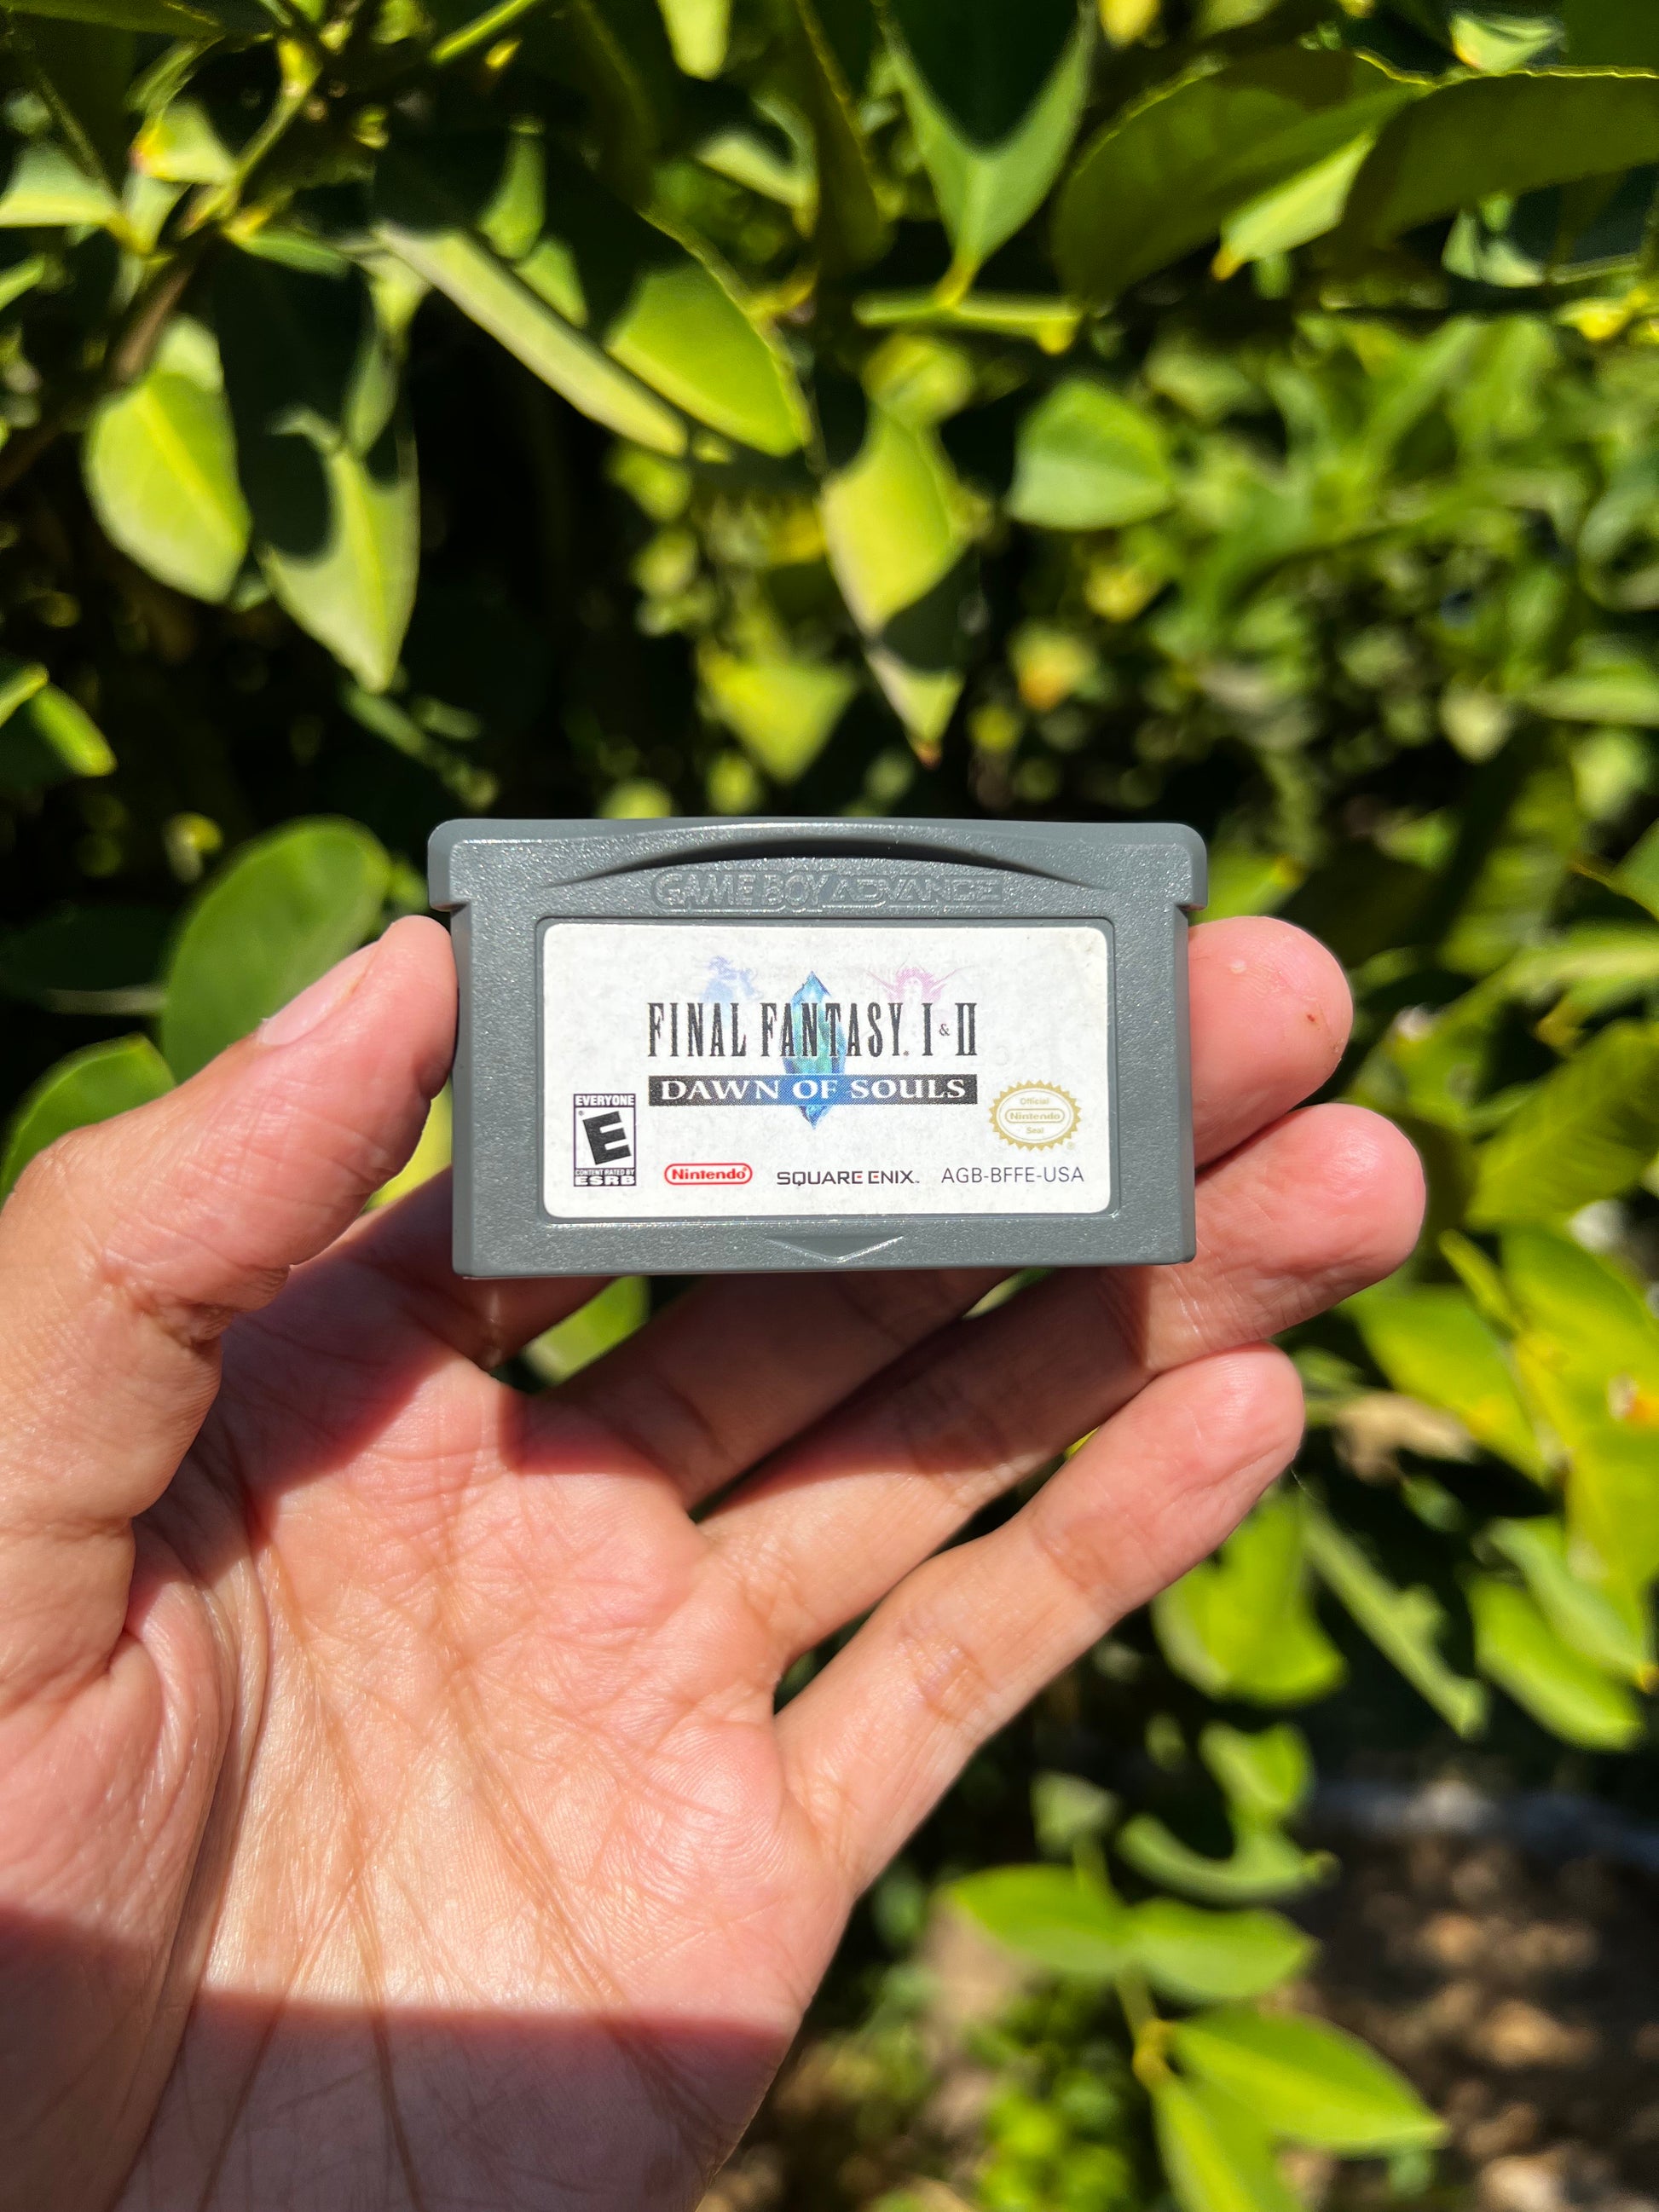 GAME BOY ADVANCE
FINAL FANTASY. I & II
DAWN OF SOULS
EVERYONE
E
CONTENT RATED BY
ESRB
Nintendo®
SQUARE ENIX™
AGB-BFFE-USA
Official
Nintendo
Seal